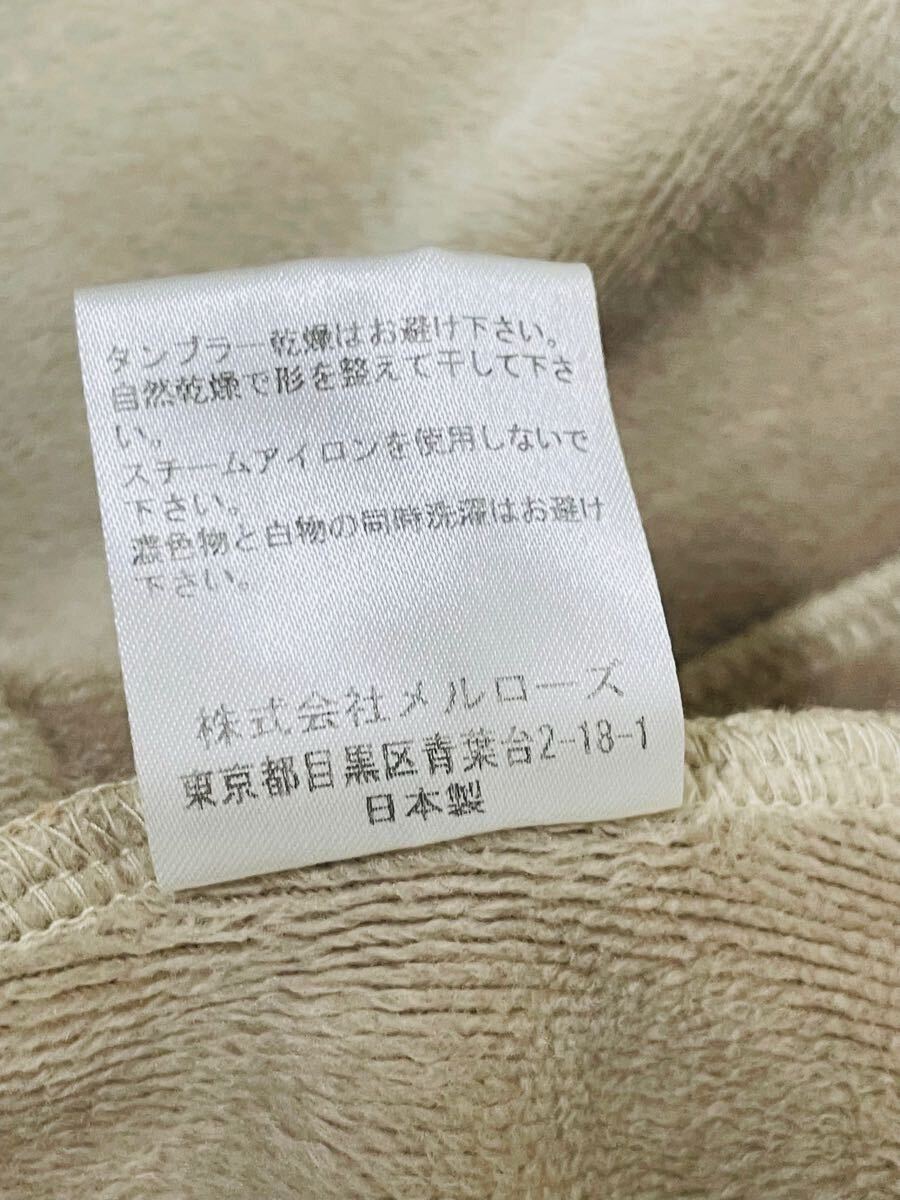 タンブラー乾燥はお避け下さい。
自然乾燥で形を整えて干して下さ
い。
スチームアイロンを使用しないで
下さい。
濃色物と白物の同時洗濯はお避け
下さい。
株式会社メルローズ
東京都目黒区青葉台2-18-1
日本製